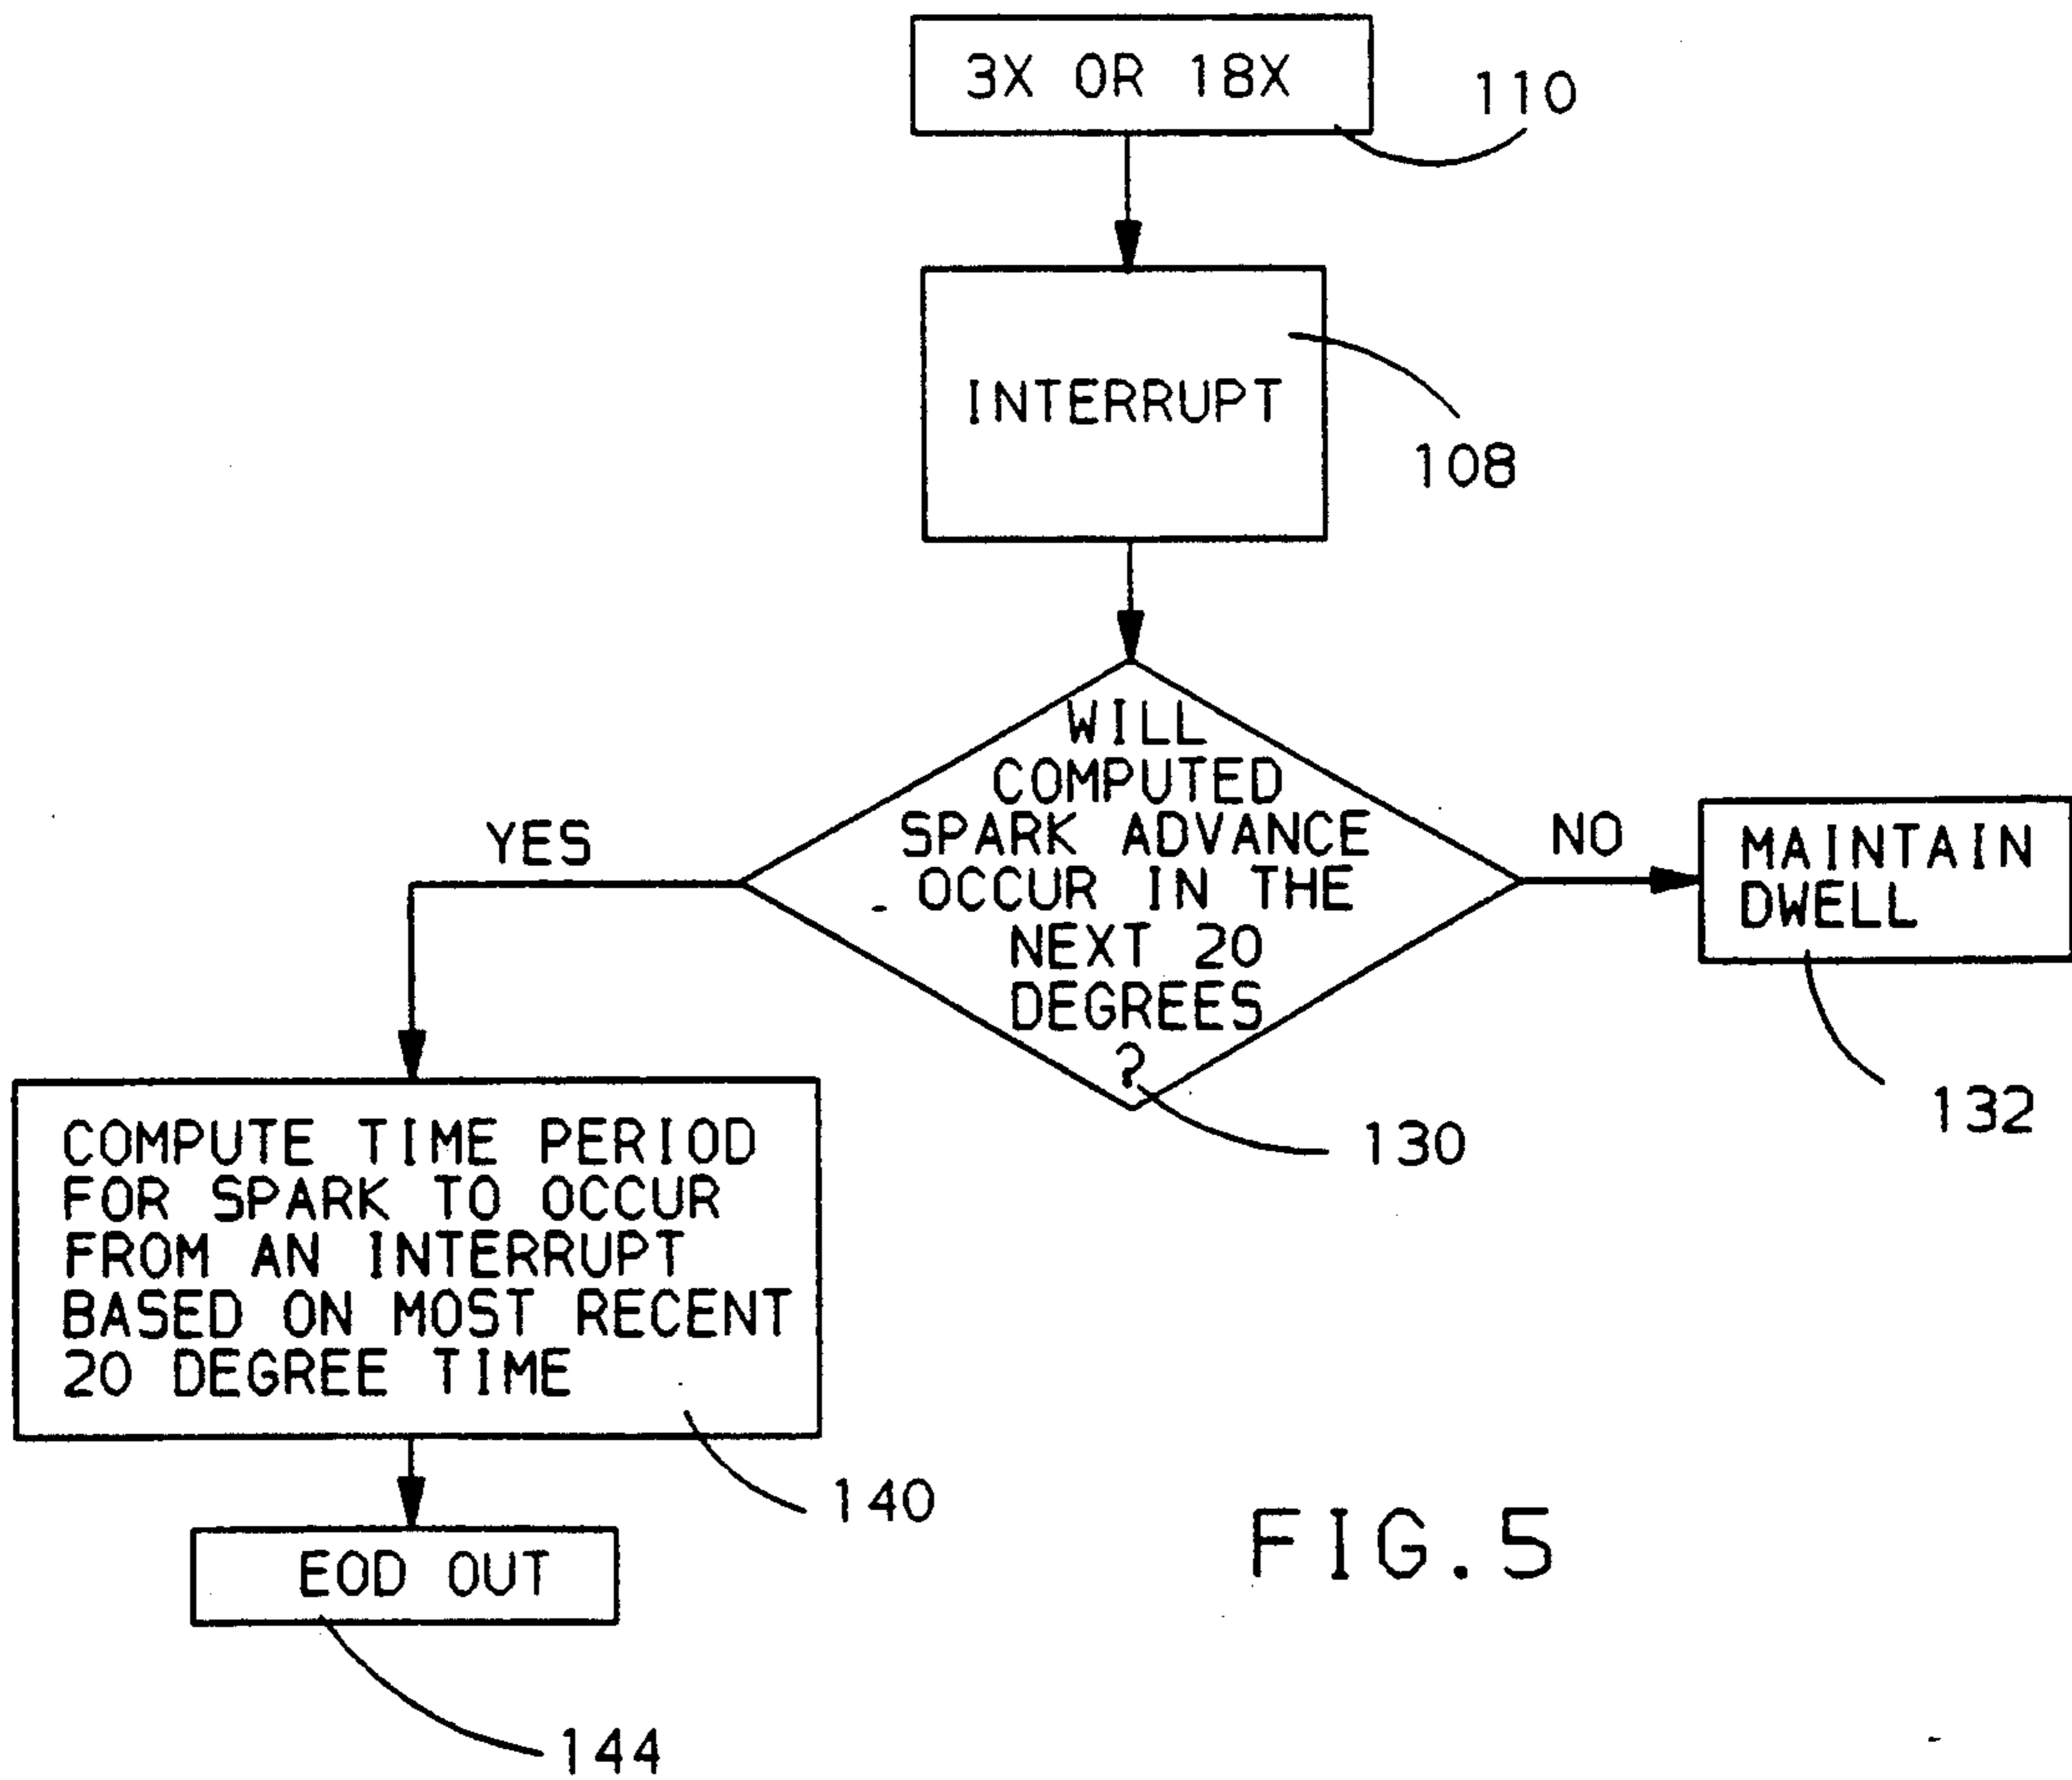 3X OR 18X
110
INTERRUPT
108
WILL
COMPUTED
SPARK ADVANCE
OCCUR IN THE
NEXT 20
DEGREES
?
130
YES
NO
MAINTAIN
DWELL
132
COMPUTE TIME PERIOD
FOR SPARK TO OCCUR
FROM AN INTERRUPT
BASED ON MOST RECENT
20 DEGREE TIME
140
EOD OUT
144
FIG.5